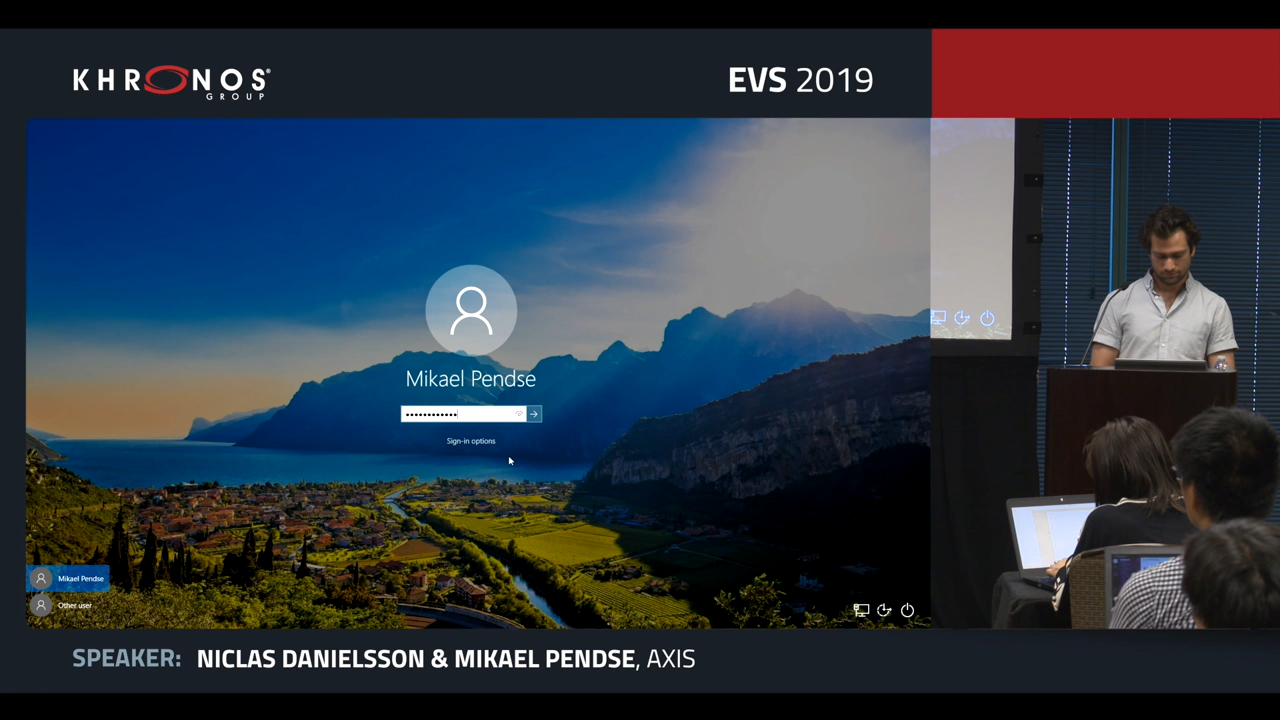 KHRONOS®
GROUP
EVS 2019
Mikael Pendse
Sign-in options
Mikael Pendse
Other user
SPEAKER: NICLAS DANIELSSON & MIKAEL PENDSE, AXIS